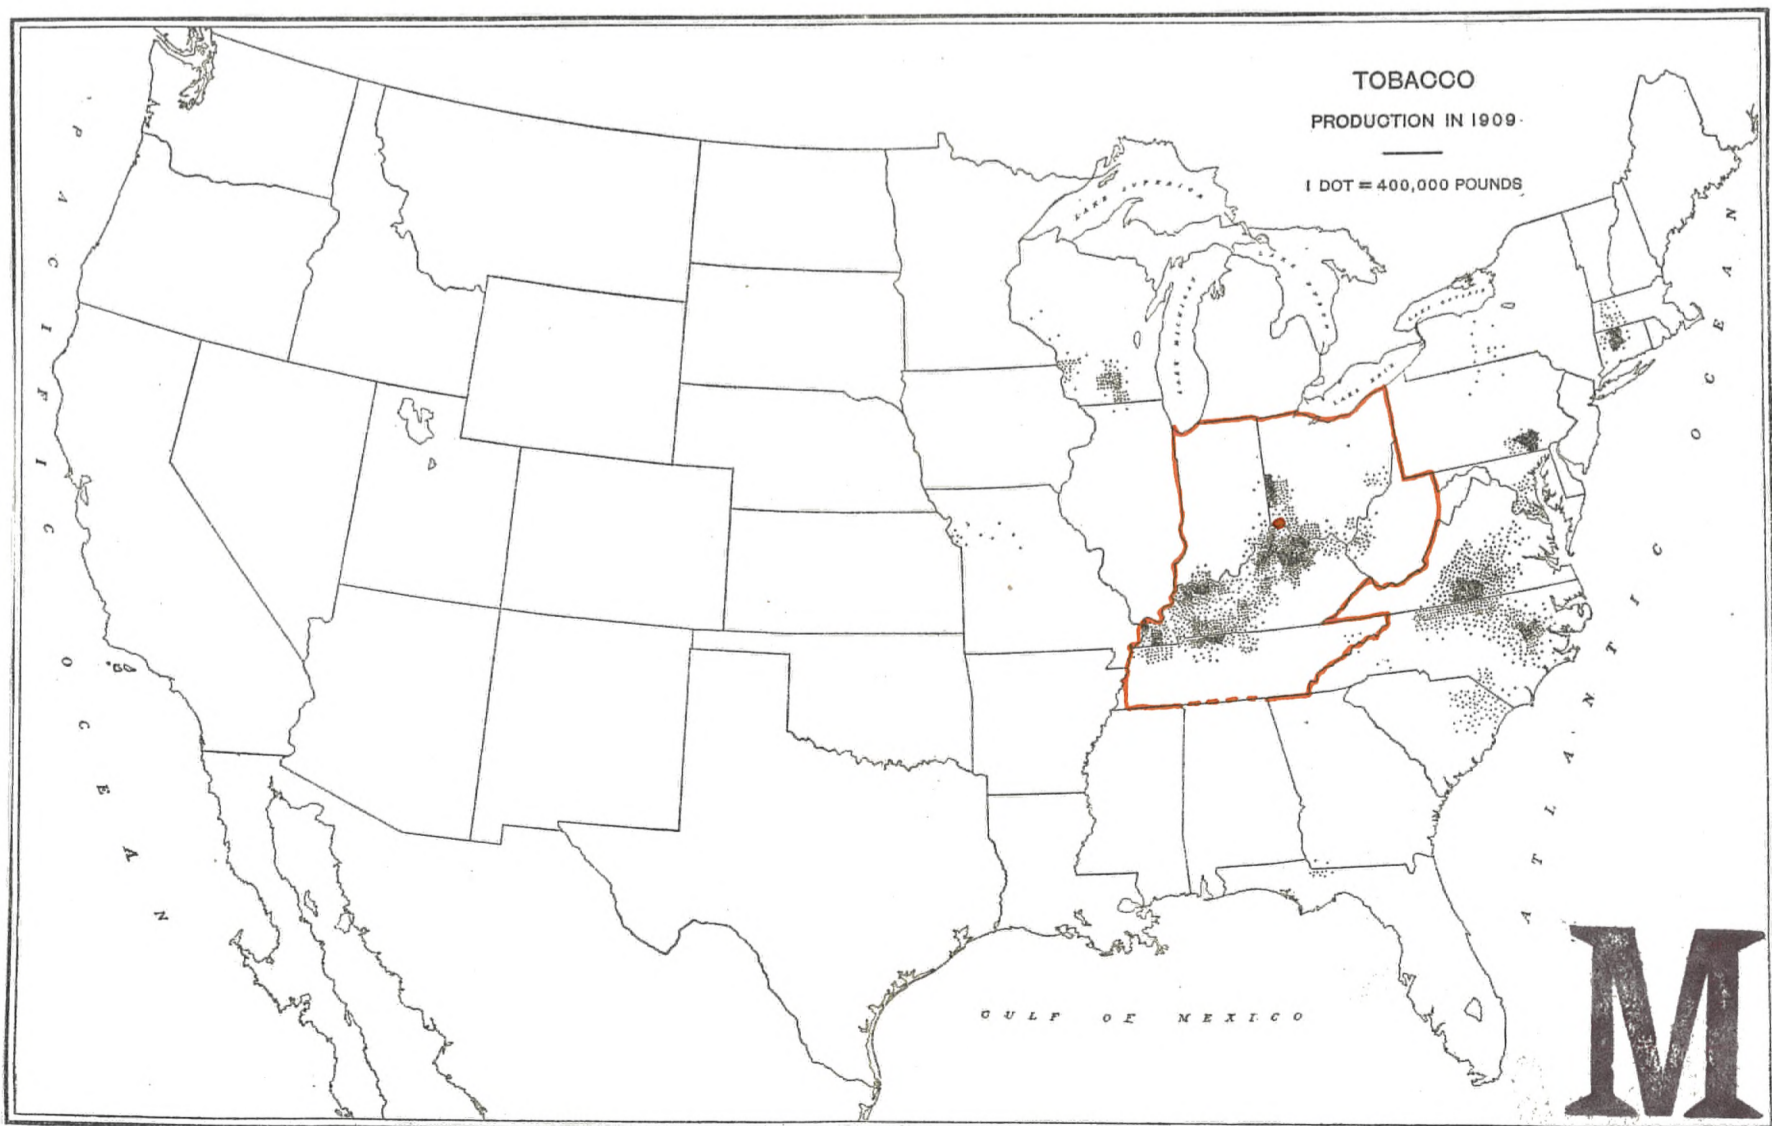 TOBACCO
PRODUCTION IN 1909
1 DOT = 400,000 POUNDS
LAKE SUPERIOR
LAKE MICHIGAN
LAKE HURON
LAKE ERIE
LAKE ONTARIO
PACIFIC OCEAN
ATLANTIC OCEAN
GULF OF MEXICO
M